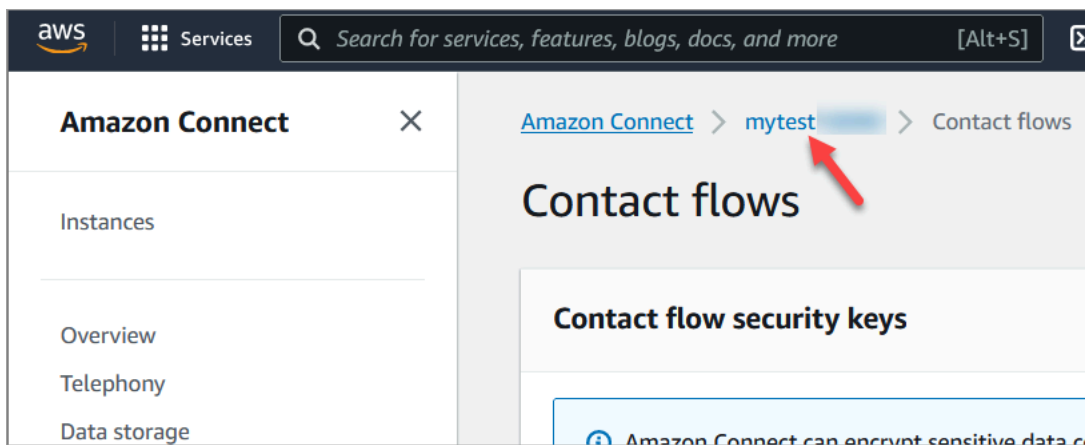 aws Services Search for services, features, blogs, docs, and more [Alt+S]
Amazon Connect
Instances
Overview
Telephony
Data storage
Amazon Connect > mytest > Contact flows
Contact flows
Contact flow security keys
Amazon Connect can encrypt sensitive data